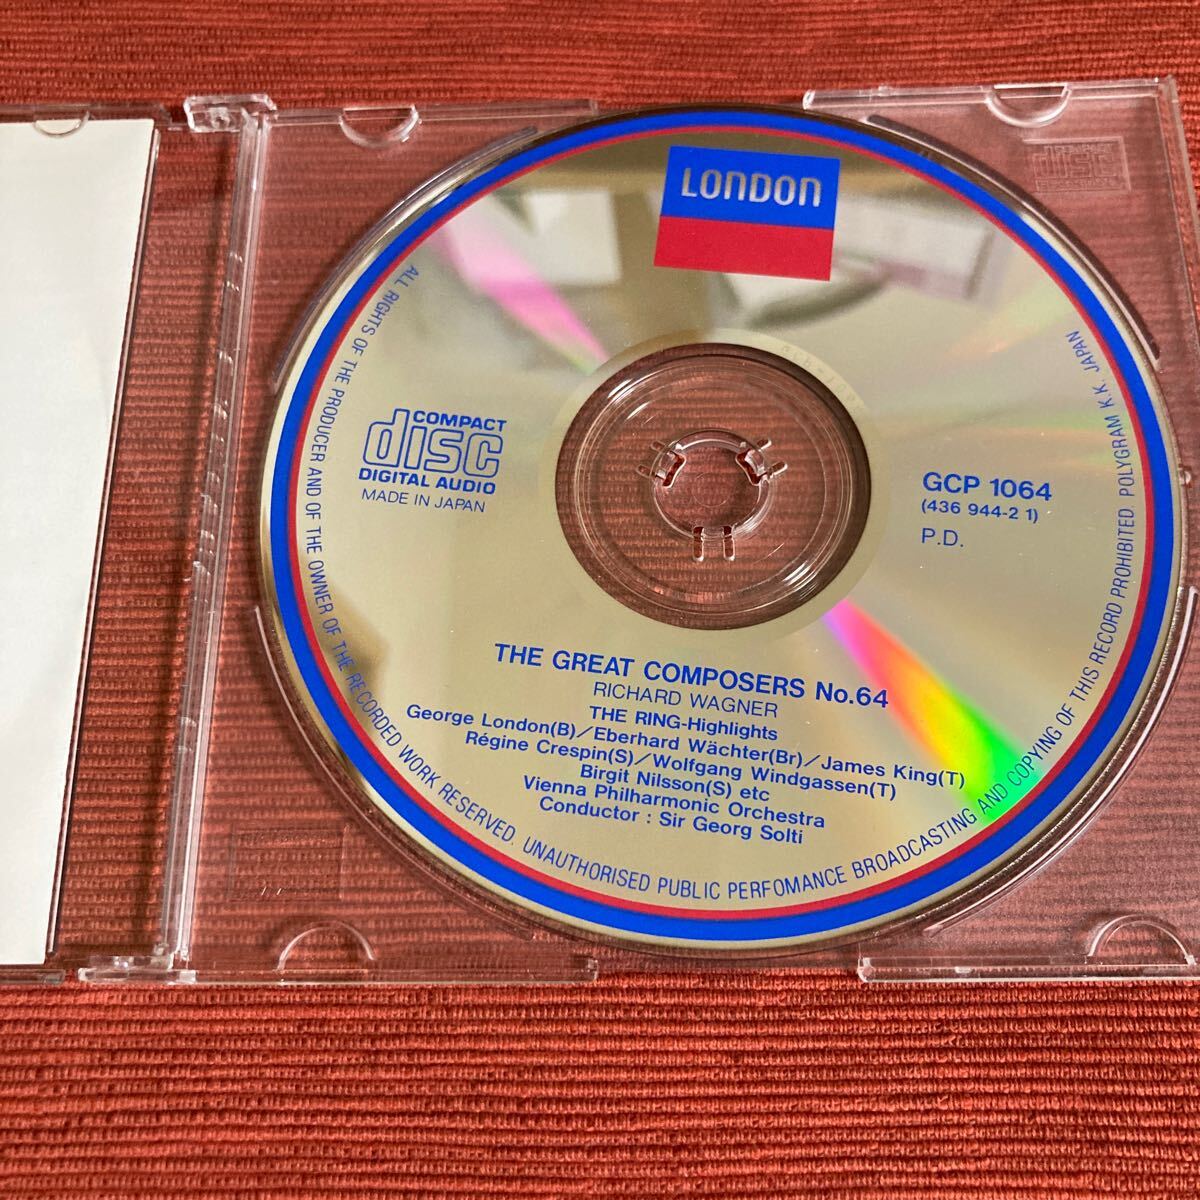 LONDON
COMPACT
disc
DIGITAL AUDIO
MADE IN JAPAN
GCP 1064
(436 944-2 1)
P.D.
THE GREAT COMPOSERS No.64
RICHARD WAGNER
THE RING-Highlights
George London(B)/Eberhard Wächter(Br)/James King(T)
Régine Crespin(S)/Wolfgang Windgassen(T)
Birgit Nilsson(S) etc
Vienna Philharmonic Orchestra
Conductor : Sir Georg Solti
ALL RIGHTS OF THE PRODUCER AND OF THE OWNER OF THE RECORDED WORK RESERVED. UNAUTHORISED PUBLIC PERFOMANCE BROADCASTING AND COPYING OF THIS RECORD PROHIBITED POLYGRAM K.K. JAPAN
COMPACT
disc